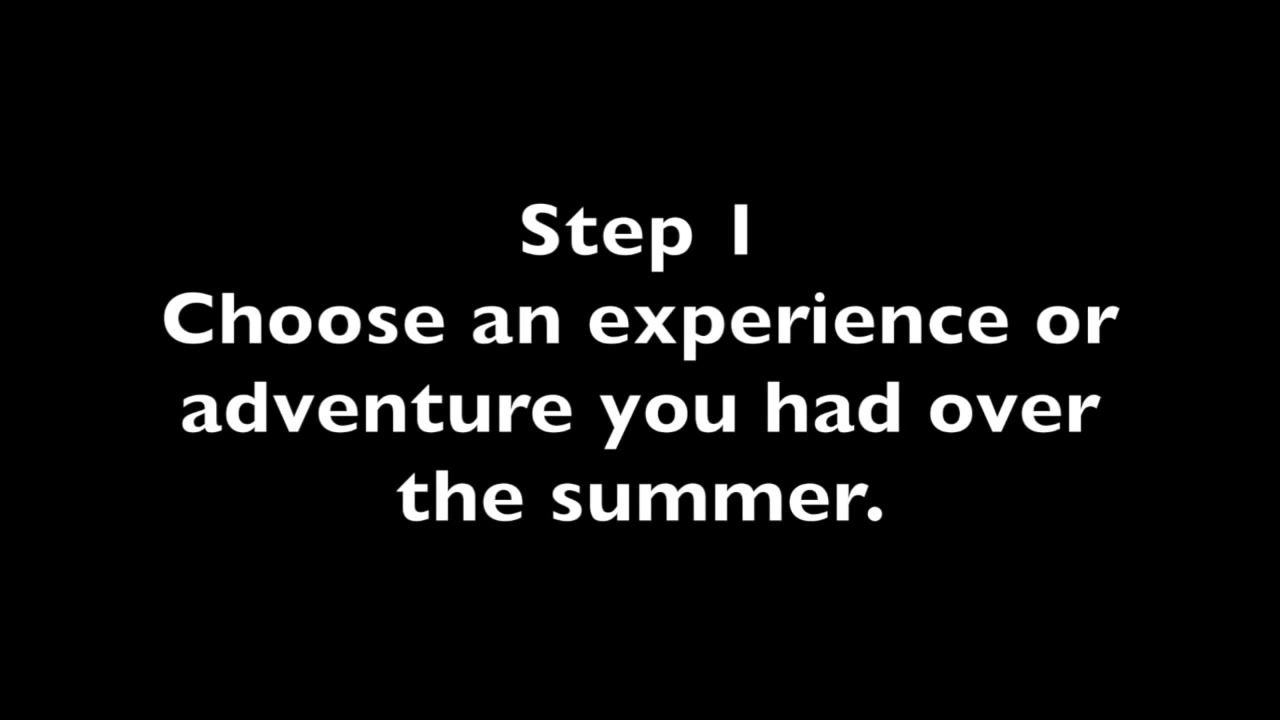 Step 1
Choose an experience or
adventure you had over
the summer.